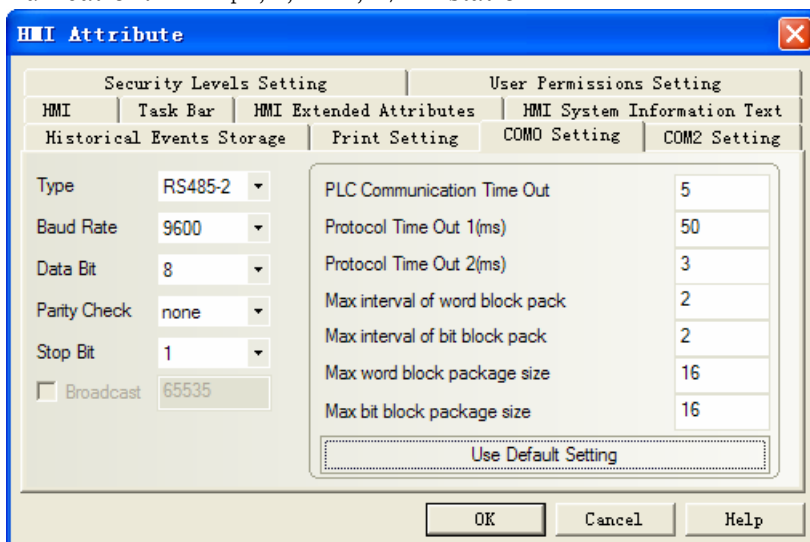 HMI Attribute
Security Levels Setting User Permissions Setting
HMI Task Bar HMI Extended Attributes HMI System Information Text
Historical Events Storage Print Setting COM0 Setting COM2 Setting
Type RS485-2
Baud Rate 9600
Data Bit 8
Parity Check none
Stop Bit 1
Broadcast 65535
PLC Communication Time Out 5
Protocol Time Out 1(ms) 50
Protocol Time Out 2(ms) 3
Max interval of word block pack 2
Max interval of bit block pack 2
Max word block package size 16
Max bit block package size 16
Use Default Setting
OK Cancel Help